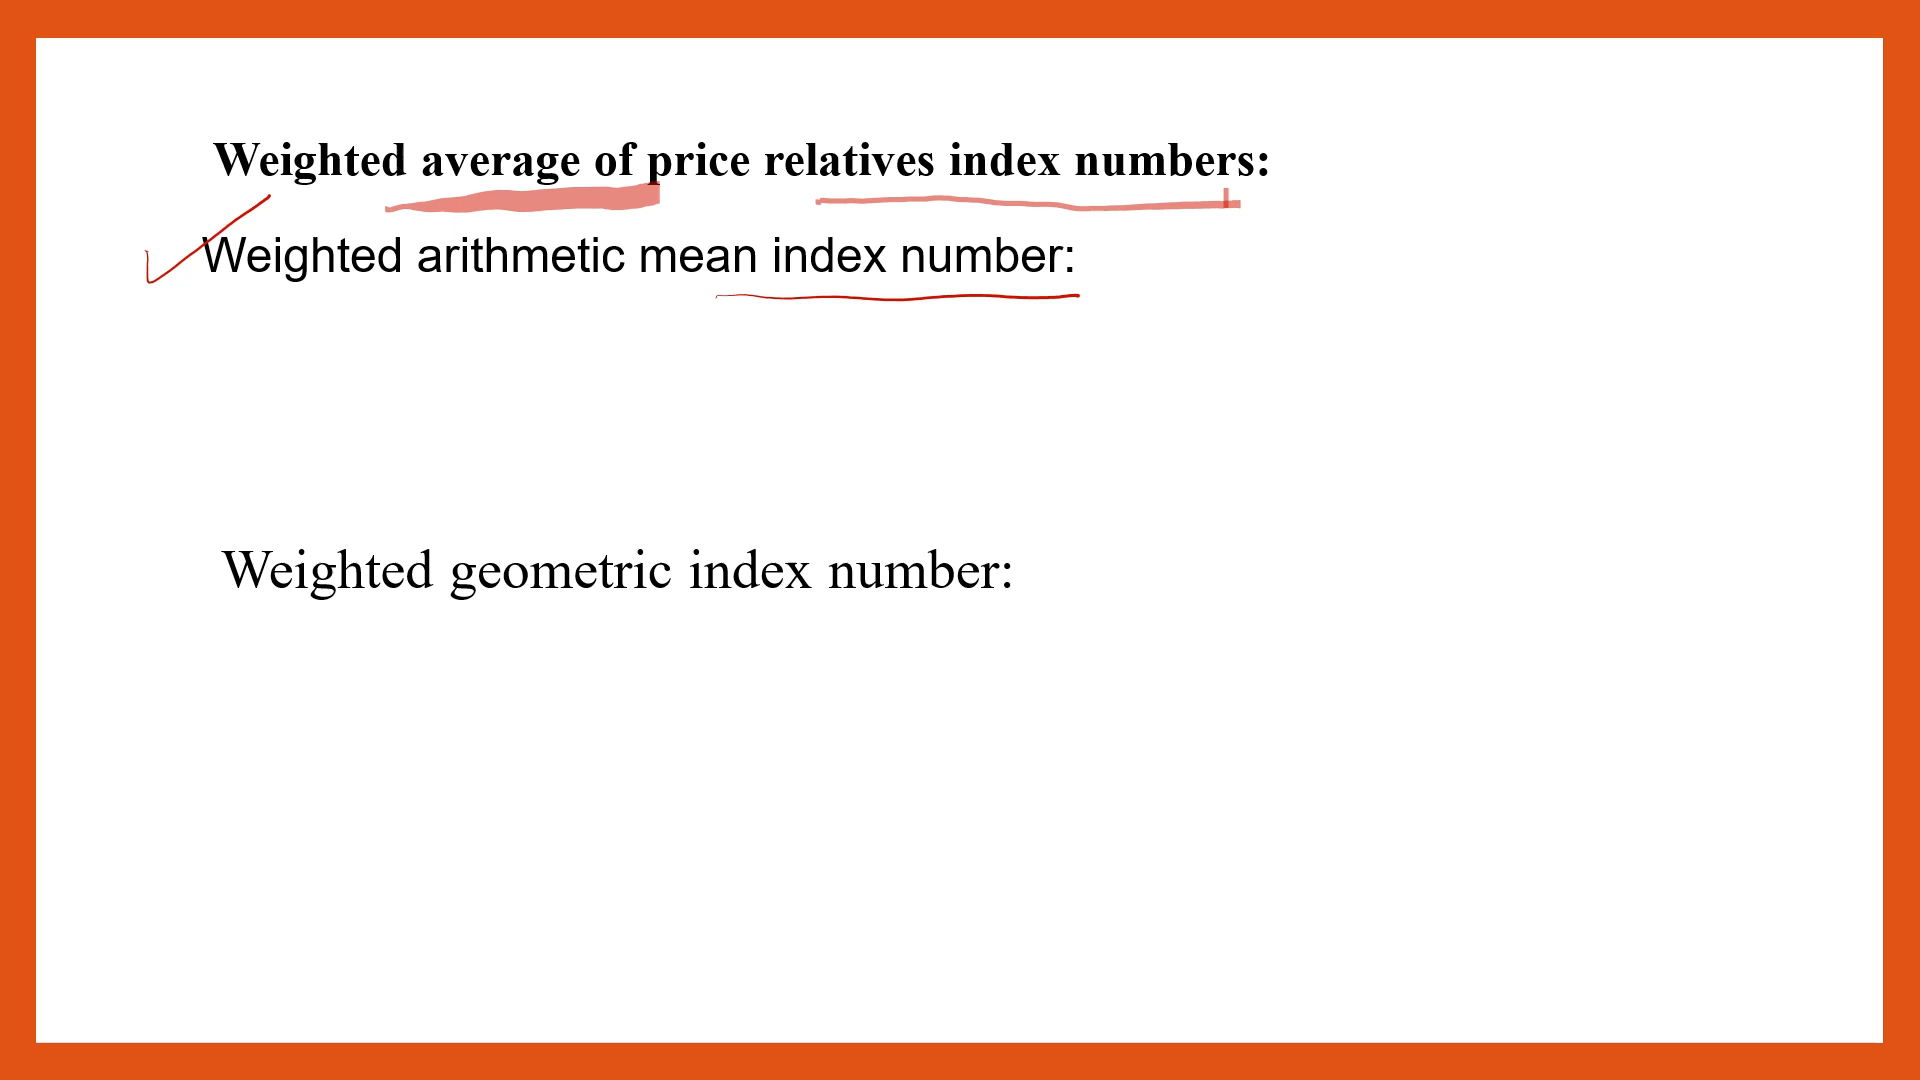 Weighted average of price relatives index numbers:
Weighted arithmetic mean index number:
Weighted geometric index number: